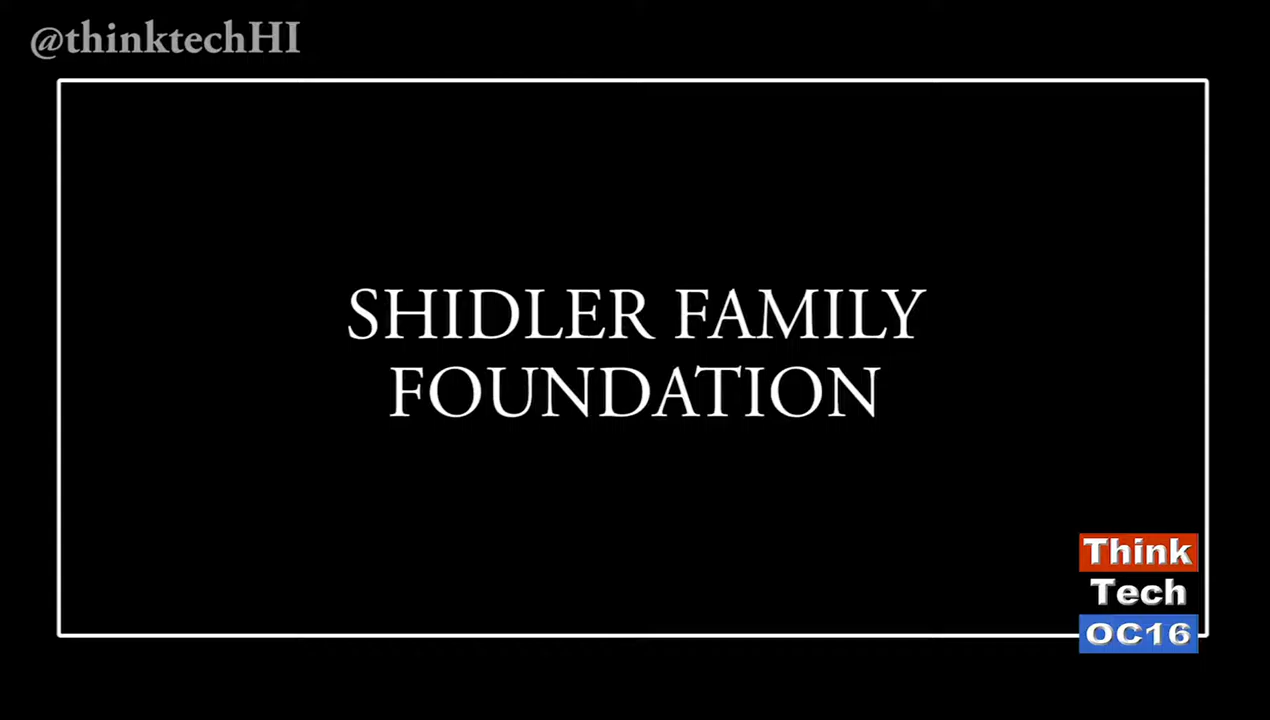 @thinktechHI
SHIDLER FAMILY
FOUNDATION
Think
Tech
OC16